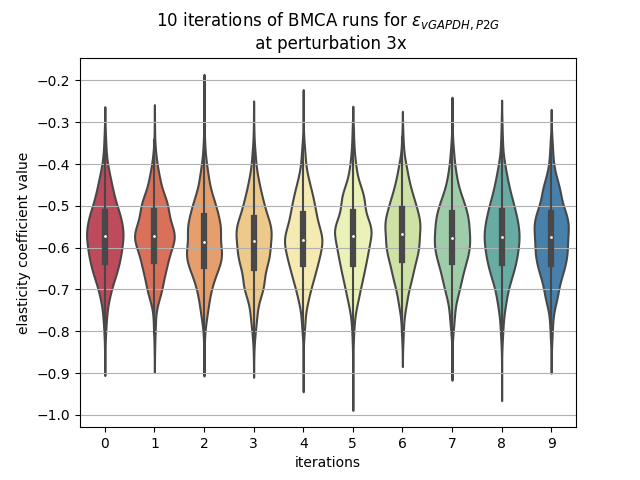 10 iterations of BMCA runs for ε_vGAPDH,P2G
at perturbation 3x
elasticity coefficient value
−0.2
−0.3
−0.4
−0.5
−0.6
−0.7
−0.8
−0.9
−1.0
0 1 2 3 4 5 6 7 8 9
iterations